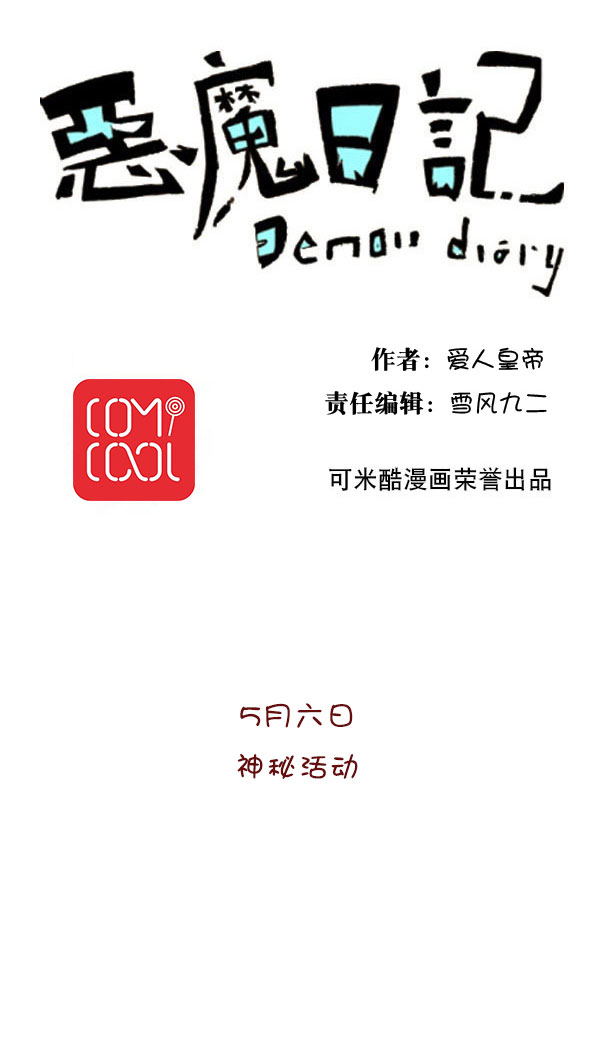 惡魔日記
Demon diary
作者：爱人皇帝
COMi
COOL
责任编辑：雪风九二
可米酷漫画荣誉出品
5月六日
神秘活动